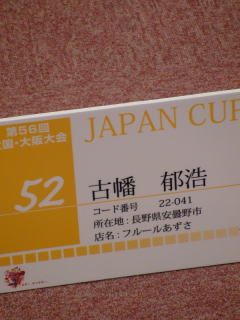 第56回
全国・大阪大会
JAPAN CUP
52
古幡 郁浩
コード番号 22-041
所在地:長野県安曇野市
店名:フルールあずさ